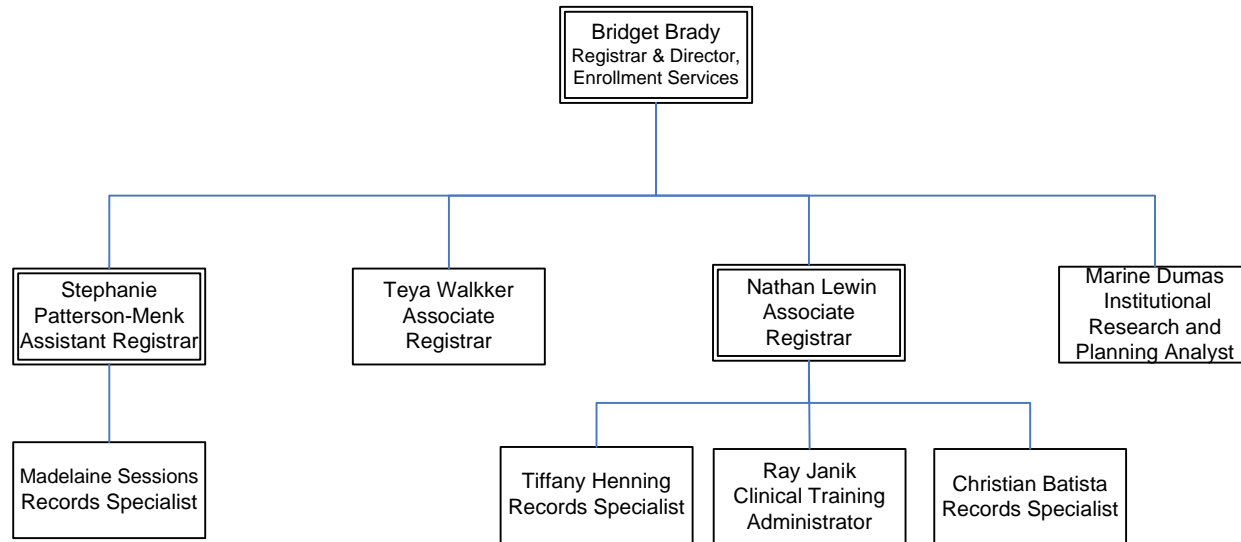 Bridget Brady
Registrar & Director,
Enrollment Services
Stephanie
Patterson-Menk
Assistant Registrar
Teya Walkker
Associate
Registrar
Nathan Lewin
Associate
Registrar
Marine Dumas
Institutional
Research and
Planning Analyst
Madelaine Sessions
Records Specialist
Tiffany Henning
Records Specialist
Ray Janik
Clinical Training
Administrator
Christian Batista
Records Specialist